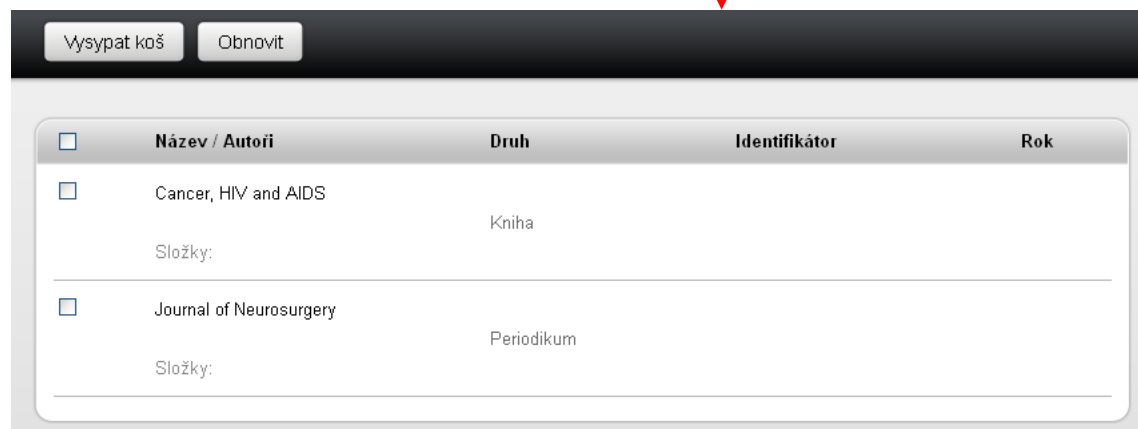 Vysypat koš Obnovit
Název / Autoři Druh Identifikátor Rok
Cancer, HIV and AIDS
Kniha
Složky:
Journal of Neurosurgery
Periodikum
Složky: